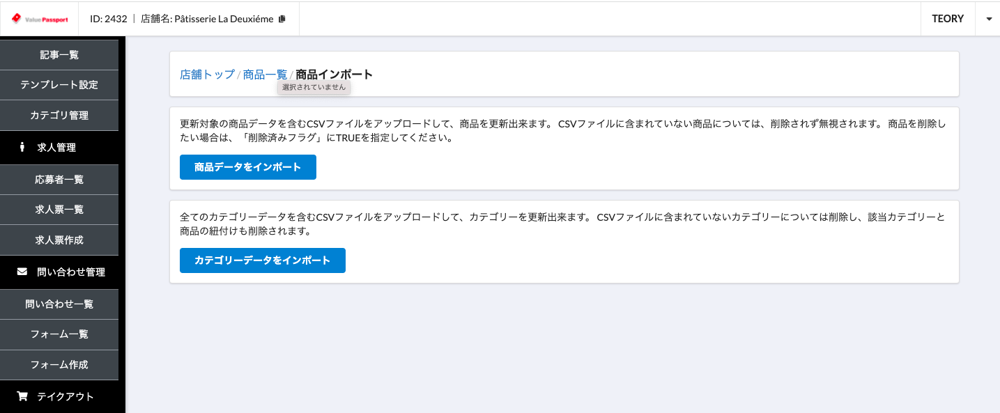 Value Passport
ID: 2432 | 店舗名: Pâtisserie La Deuxiéme
TEORY
記事一覧
テンプレート設定
カテゴリ管理
求人管理
応募者一覧
求人票一覧
求人票作成
問い合わせ管理
問い合わせ一覧
フォーム一覧
フォーム作成
テイクアウト
店舗トップ / 商品一覧 / 商品インポート
選択されていません
更新対象の商品データを含むCSVファイルをアップロードして、商品を更新出来ます。 CSVファイルに含まれていない商品については、削除されず無視されます。 商品を削除し
たい場合は、「削除済みフラグ」にTRUEを指定してください。
商品データをインポート
全てのカテゴリーデータを含むCSVファイルをアップロードして、カテゴリーを更新出来ます。 CSVファイルに含まれていないカテゴリーについては削除し、該当カテゴリーと
商品の紐付けも削除されます。
カテゴリーデータをインポート